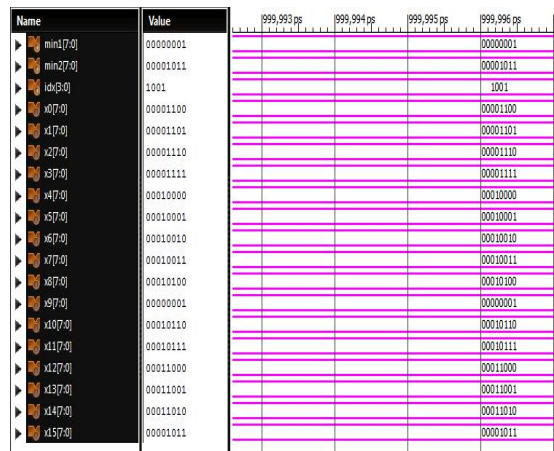 Name Value 999,993 ps 999,994 ps 999,995 ps 999,996 ps
min1[7:0] 00000001 00000001
min2[7:0] 00001011 00001011
idx[3:0] 1001 1001
x0[7:0] 00001100 00001100
x1[7:0] 00001101 00001101
x2[7:0] 00001110 00001110
x3[7:0] 00001111 00001111
x4[7:0] 00010000 00010000
x5[7:0] 00010001 00010001
x6[7:0] 00010010 00010010
x7[7:0] 00010011 00010011
x8[7:0] 00010100 00010100
x9[7:0] 00000001 00000001
x10[7:0] 00010110 00010110
x11[7:0] 00010111 00010111
x12[7:0] 00011000 00011000
x13[7:0] 00011001 00011001
x14[7:0] 00011010 00011010
x15[7:0] 00001011 00001011